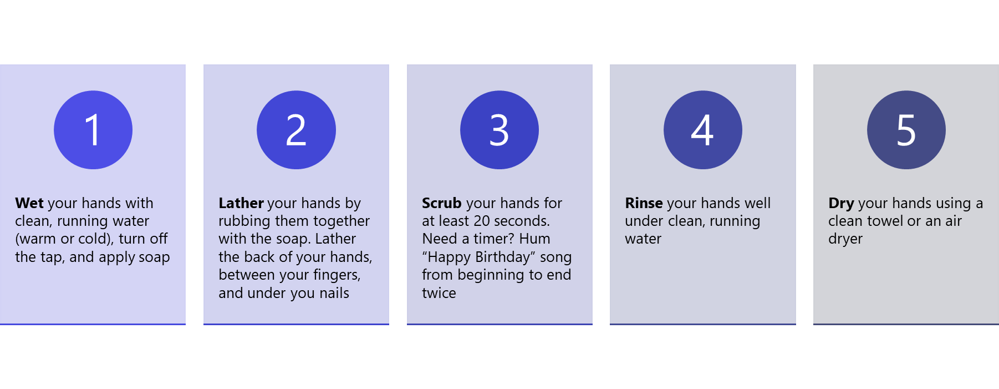 1
Wet your hands with
clean, running water
(warm or cold), turn off
the tap, and apply soap
2
Lather your hands by
rubbing them together
with the soap. Lather
the back of your hands,
between your fingers,
and under you nails
3
Scrub your hands for
at least 20 seconds.
Need a timer? Hum
“Happy Birthday” song
from beginning to end
twice
4
Rinse your hands well
under clean, running
water
5
Dry your hands using a
clean towel or an air
dryer